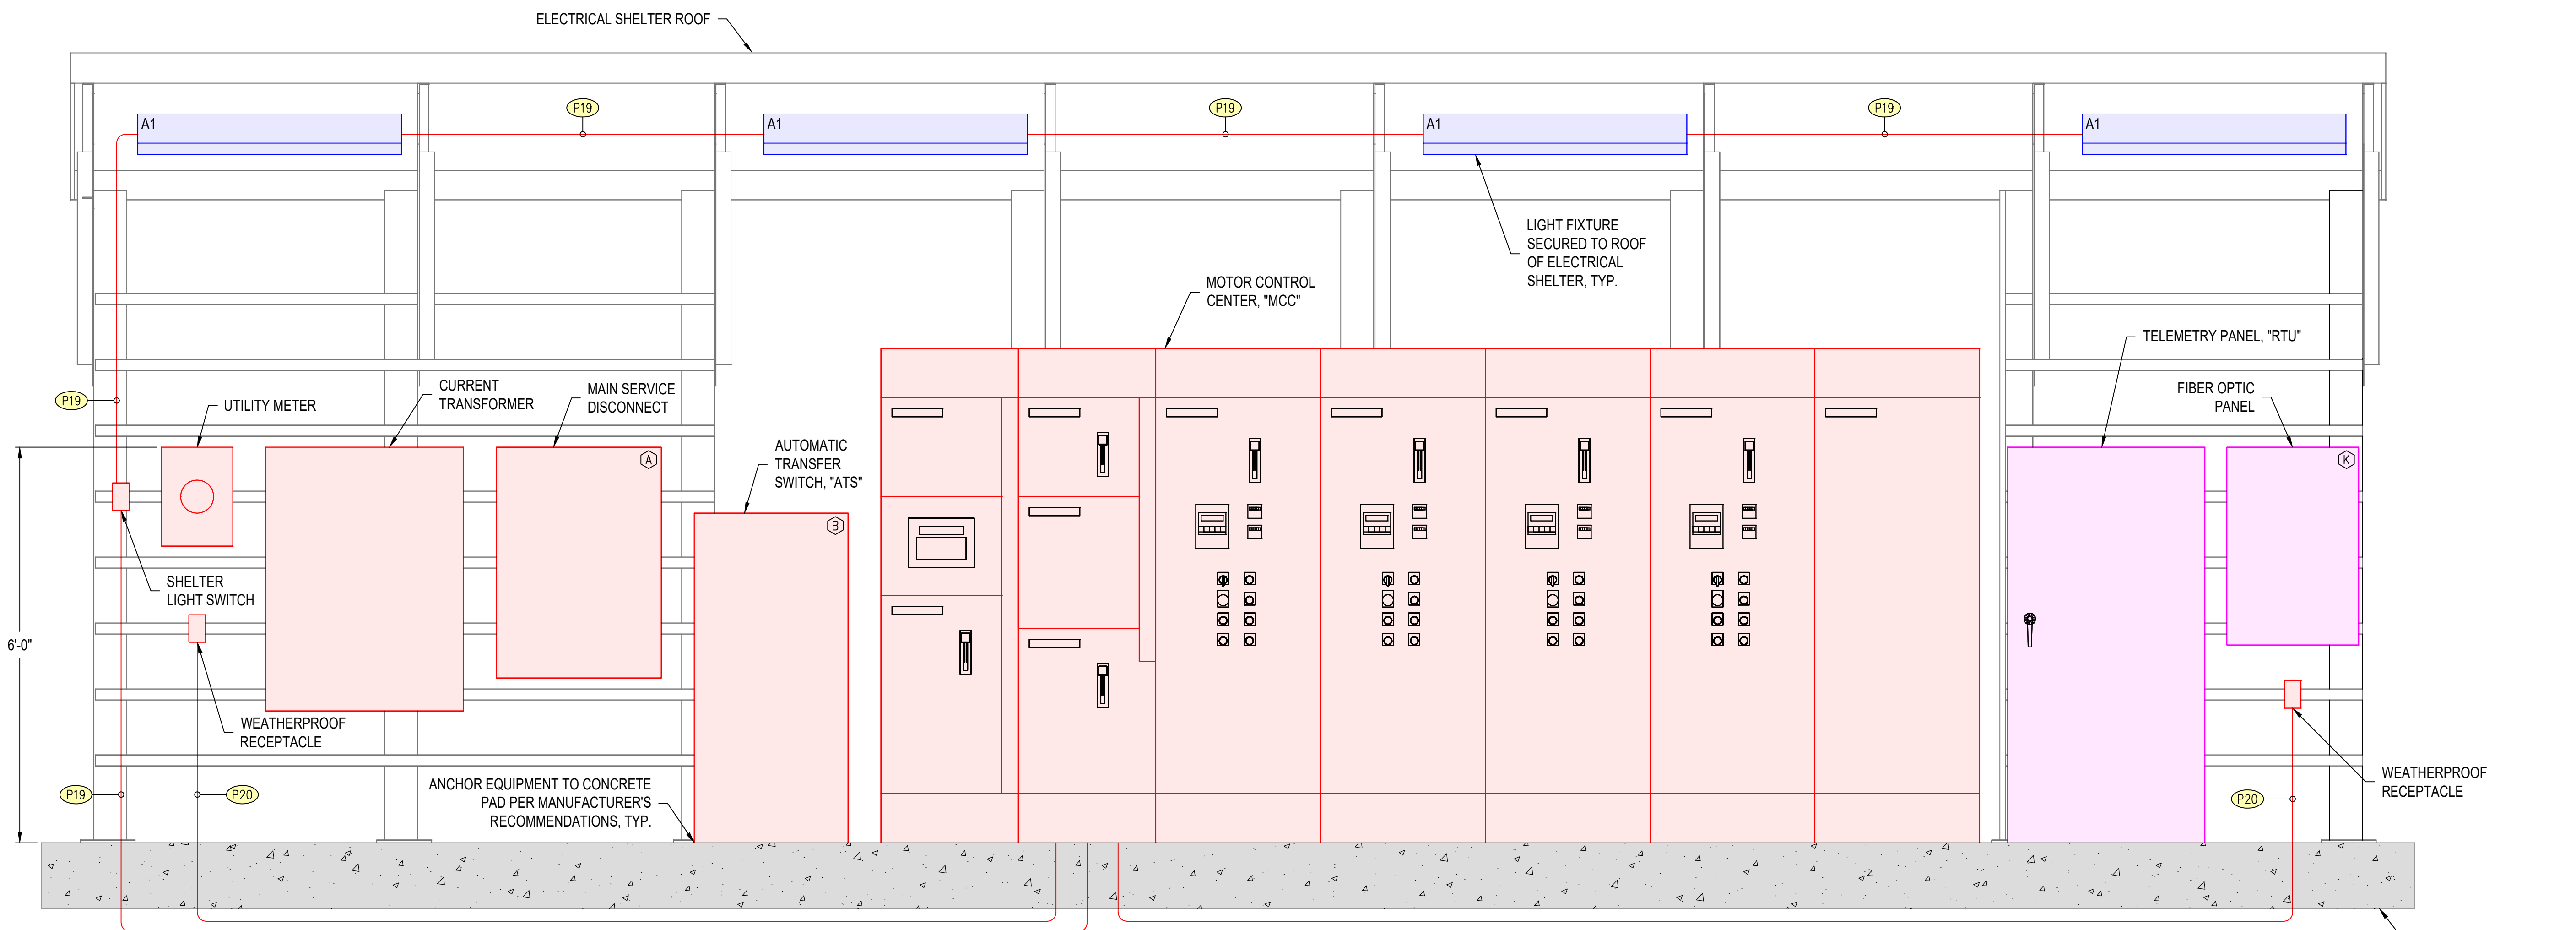 ELECTRICAL SHELTER ROOF
P19
P19
P19
A1
A1
A1
A1
LIGHT FIXTURE
SECURED TO ROOF
OF ELECTRICAL
SHELTER, TYP.
MOTOR CONTROL
CENTER, "MCC"
TELEMETRY PANEL, "RTU"
FIBER OPTIC
PANEL
P19
UTILITY METER
CURRENT
TRANSFORMER
MAIN SERVICE
DISCONNECT
AUTOMATIC
TRANSFER
SWITCH, "ATS"
A
K
B
SHELTER
LIGHT SWITCH
6'-0"
WEATHERPROOF
RECEPTACLE
ANCHOR EQUIPMENT TO CONCRETE
PAD PER MANUFACTURER'S
RECOMMENDATIONS, TYP.
P19
P20
P20
WEATHERPROOF
RECEPTACLE